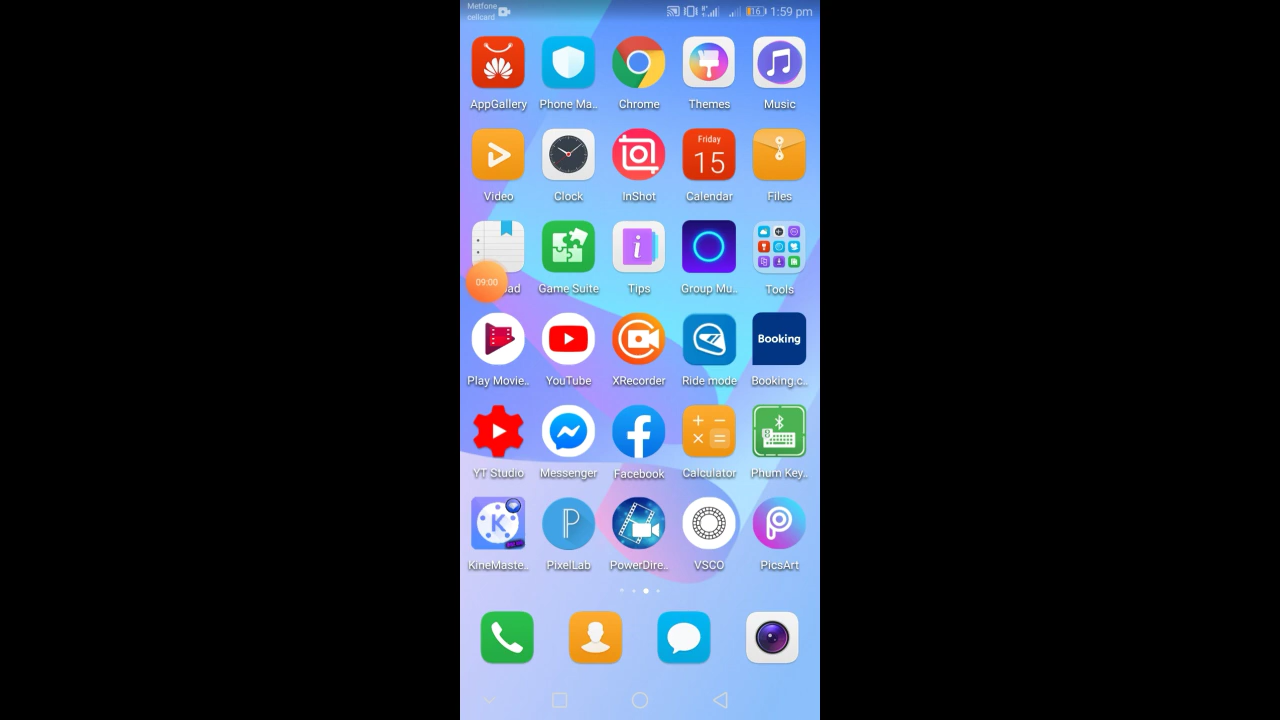 Metfone
cellcard
16 1:59 pm
AppGallery Phone Ma.. Chrome Themes Music
Friday
15
Video Clock InShot Calendar Files
09:00
ad Game Suite Tips Group Mu.. Tools
Booking
Play Movie.. YouTube XRecorder Ride mode Booking.c..
YT Studio Messenger Facebook Calculator Phum Key..
K
P
KineMaste.. PixelLab PowerDire.. VSCO PicsArt